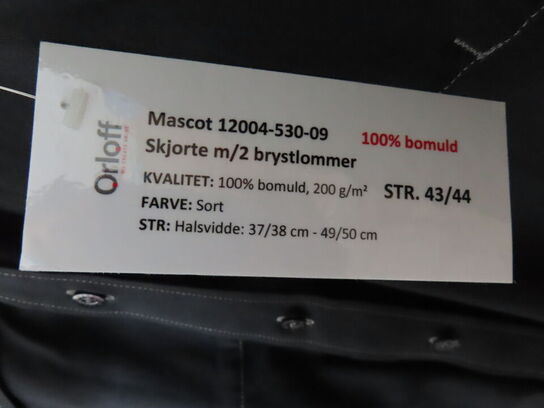 Orloff
Mascot 12004-530-09
100% bomuld
Skjorte m/2 brystlommer
KVALITET: 100% bomuld, 200 g/m²
STR. 43/44
FARVE: Sort
STR: Halsvidde: 37/38 cm - 49/50 cm